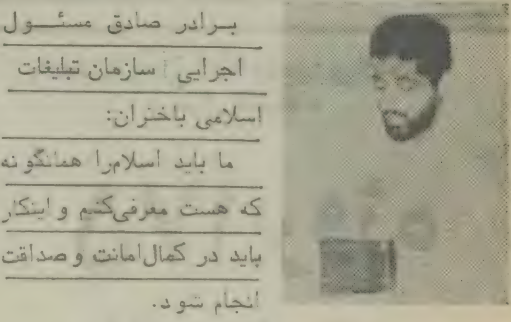 برادر صادق مسئول
اجرایی سازمان تبلیغات
اسلامی باختران:
ما باید اسلام‌را همانگونه
که هست معرفی‌کنیم و اینکار
باید در کمال‌امانت و صداقت
انجام شود.